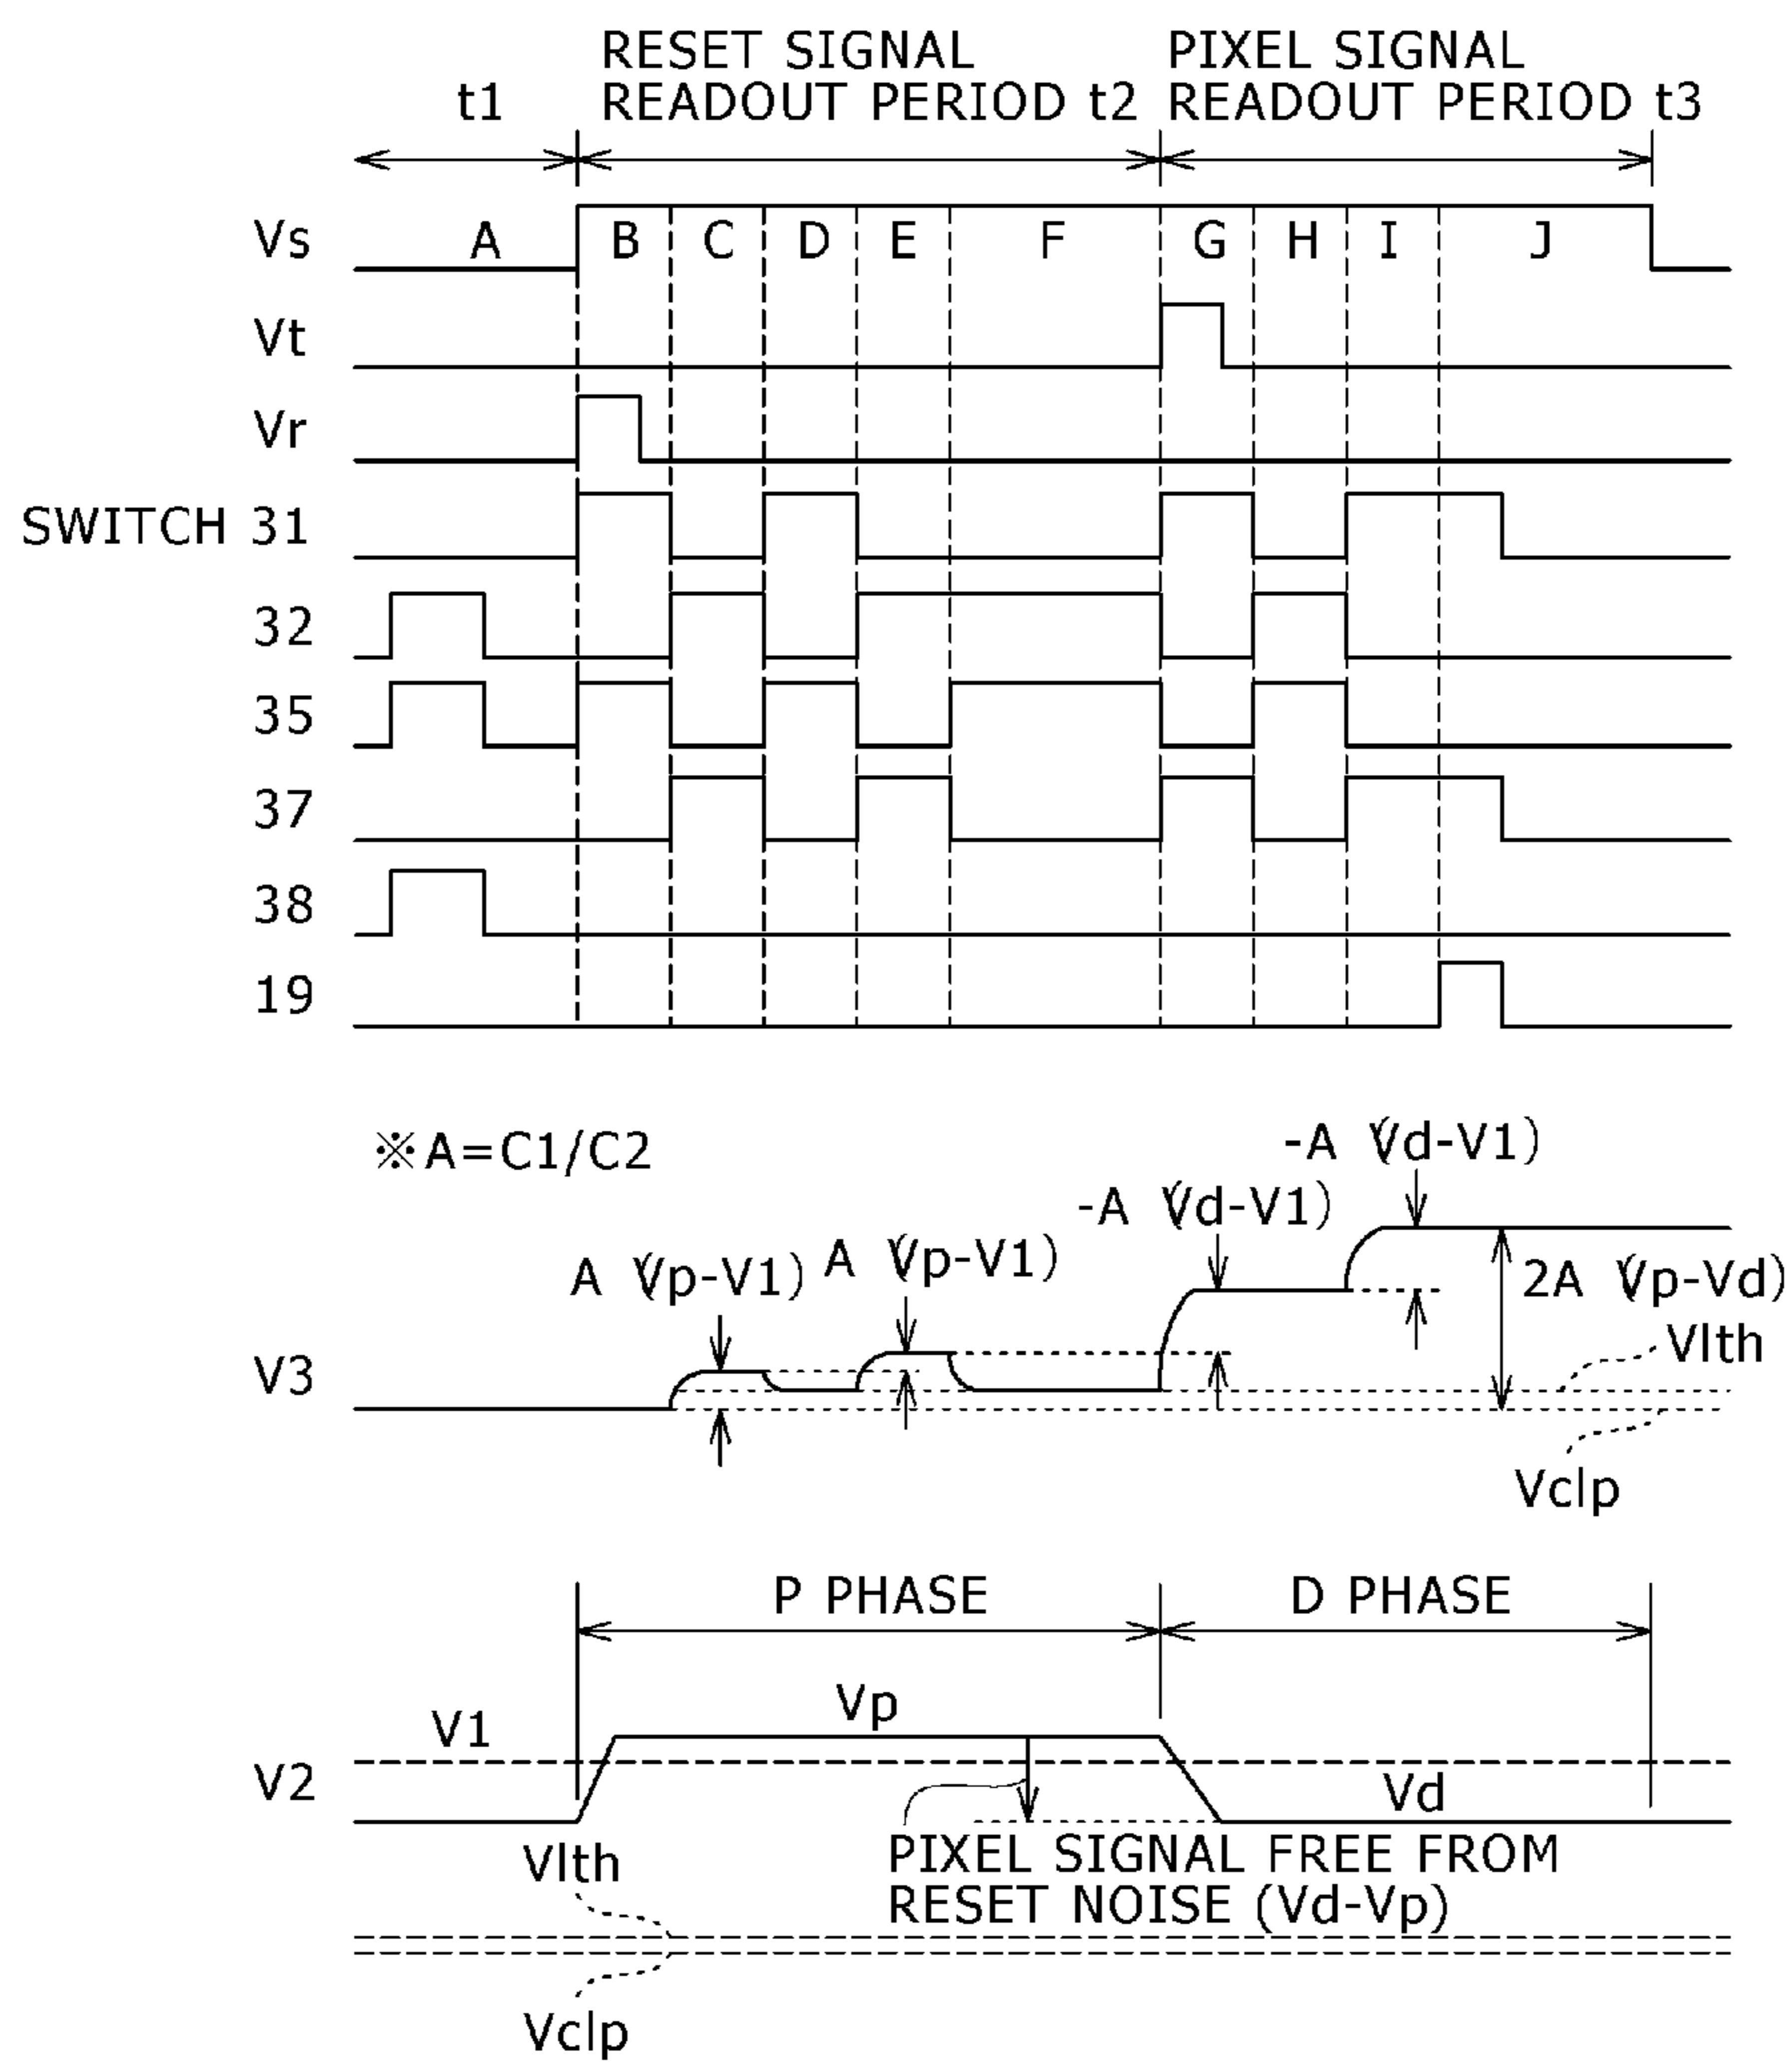 RESET SIGNAL
READOUT PERIOD t2
PIXEL SIGNAL
READOUT PERIOD t3
t1
Vs
A
B
C
D
E
F
G
H
I
J
Vt
Vr
SWITCH 31
32
35
37
38
19
※A=C1/C2
-A (Vd-V1)
-A (Vd-V1)
A (Vp-V1)
A (Vp-V1)
2A (Vp-Vd)
Vlth
V3
Vclp
P PHASE
D PHASE
Vp
V1
V2
Vd
Vlth
PIXEL SIGNAL FREE FROM
RESET NOISE (Vd-Vp)
Vclp